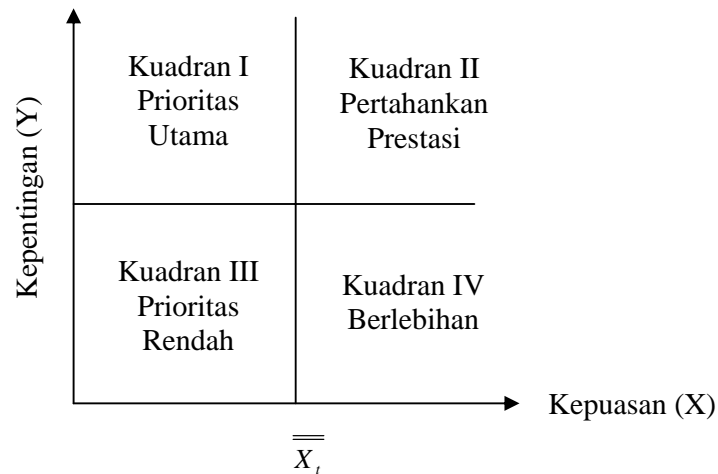 Kepentingan (Y)
Kuadran I
Prioritas
Utama
Kuadran II
Pertahankan
Prestasi
Kuadran III
Prioritas
Rendah
Kuadran IV
Berlebihan
Kepuasan (X)
X̿ₜ